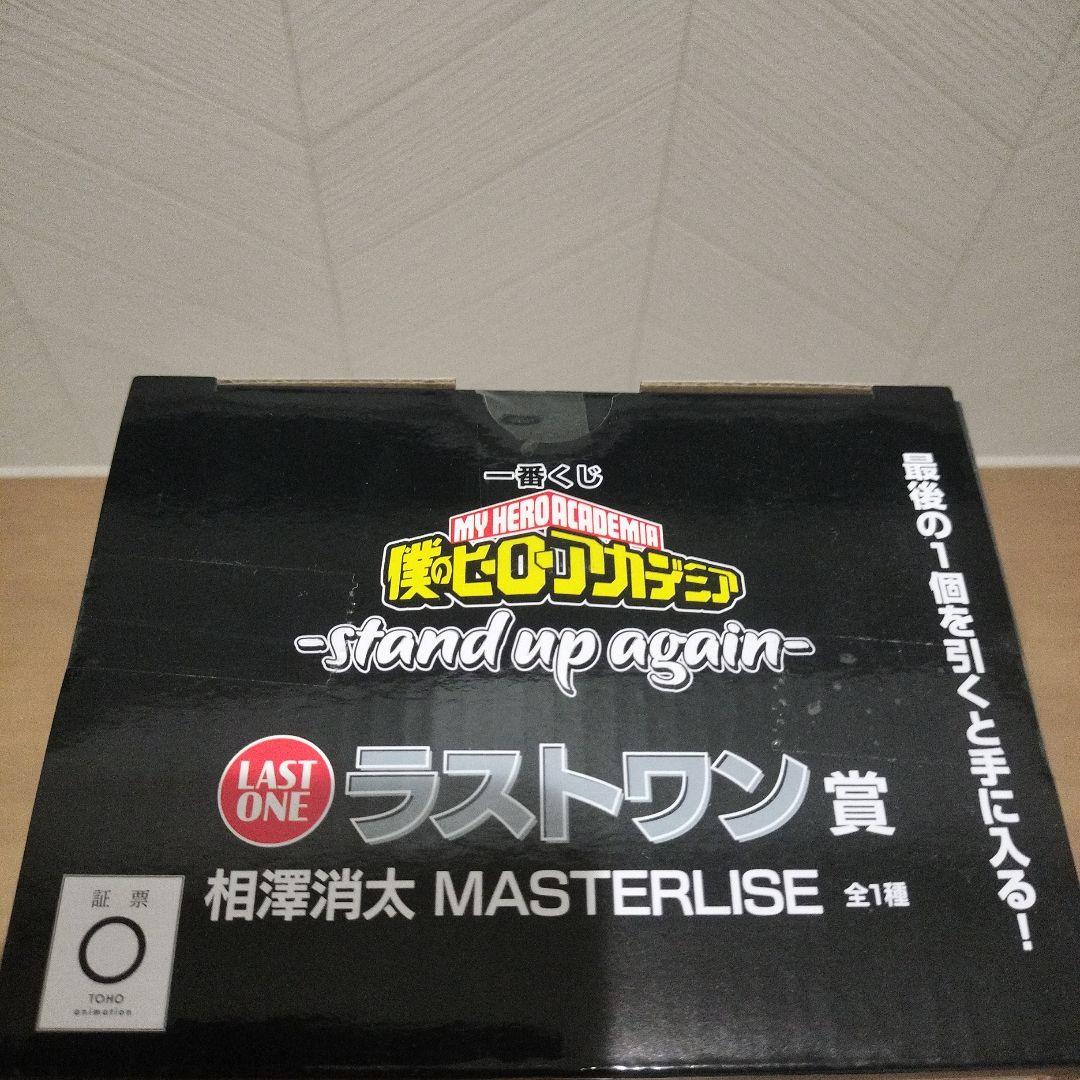 一番くじ
MY HERO ACADEMIA
僕のヒーローアカデミア
-stand up again-
LAST
ONE
ラストワン賞
相澤消太 MASTERLISE 全1種
最後の1個を引くと手に入る!
証票
TOHO
animation